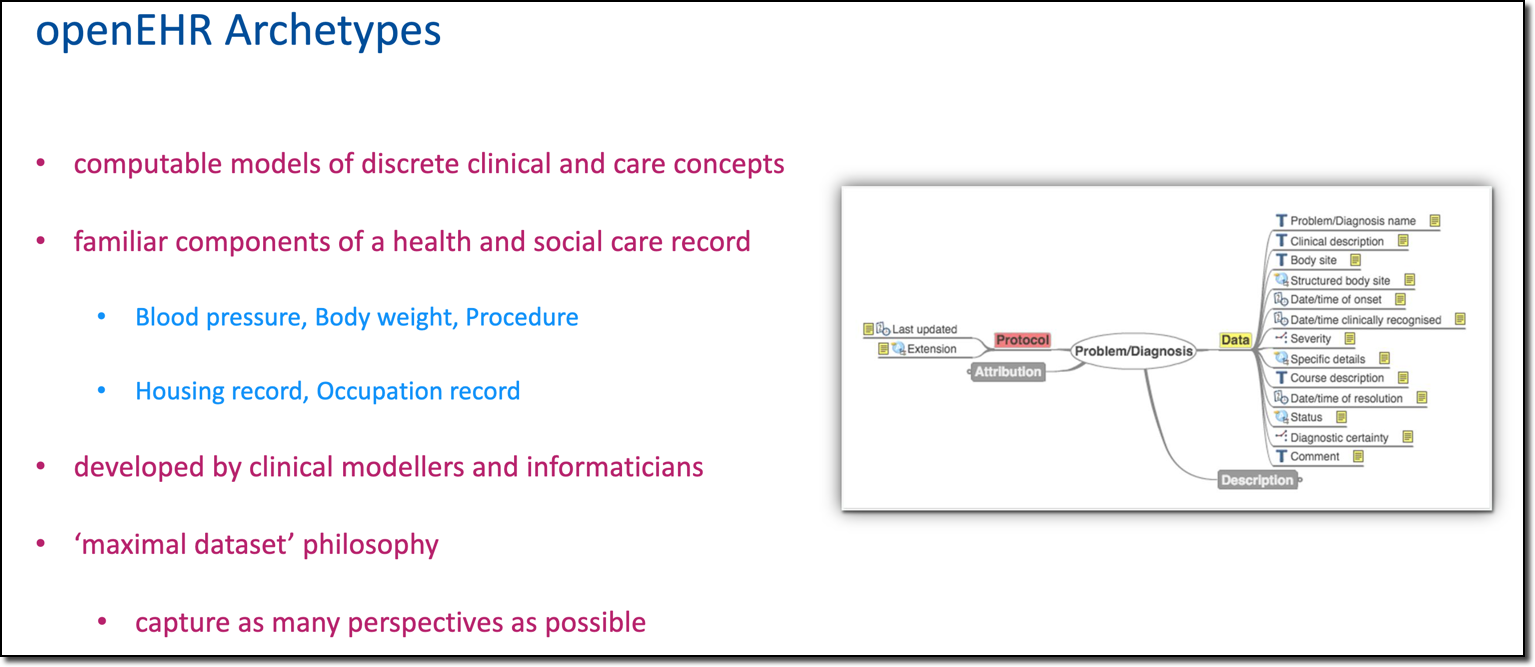 openEHR Archetypes
• computable models of discrete clinical and care concepts
• familiar components of a health and social care record
• Blood pressure, Body weight, Procedure
• Housing record, Occupation record
• developed by clinical modellers and informaticians
• ‘maximal dataset’ philosophy
• capture as many perspectives as possible
Last updated
Extension
Protocol
Attribution
Problem/Diagnosis
Data
Description
T Problem/Diagnosis name
T Clinical description
T Body site
Structured body site
Date/time of onset
Date/time clinically recognised
Severity
Specific details
T Course description
Date/time of resolution
Status
Diagnostic certainty
T Comment